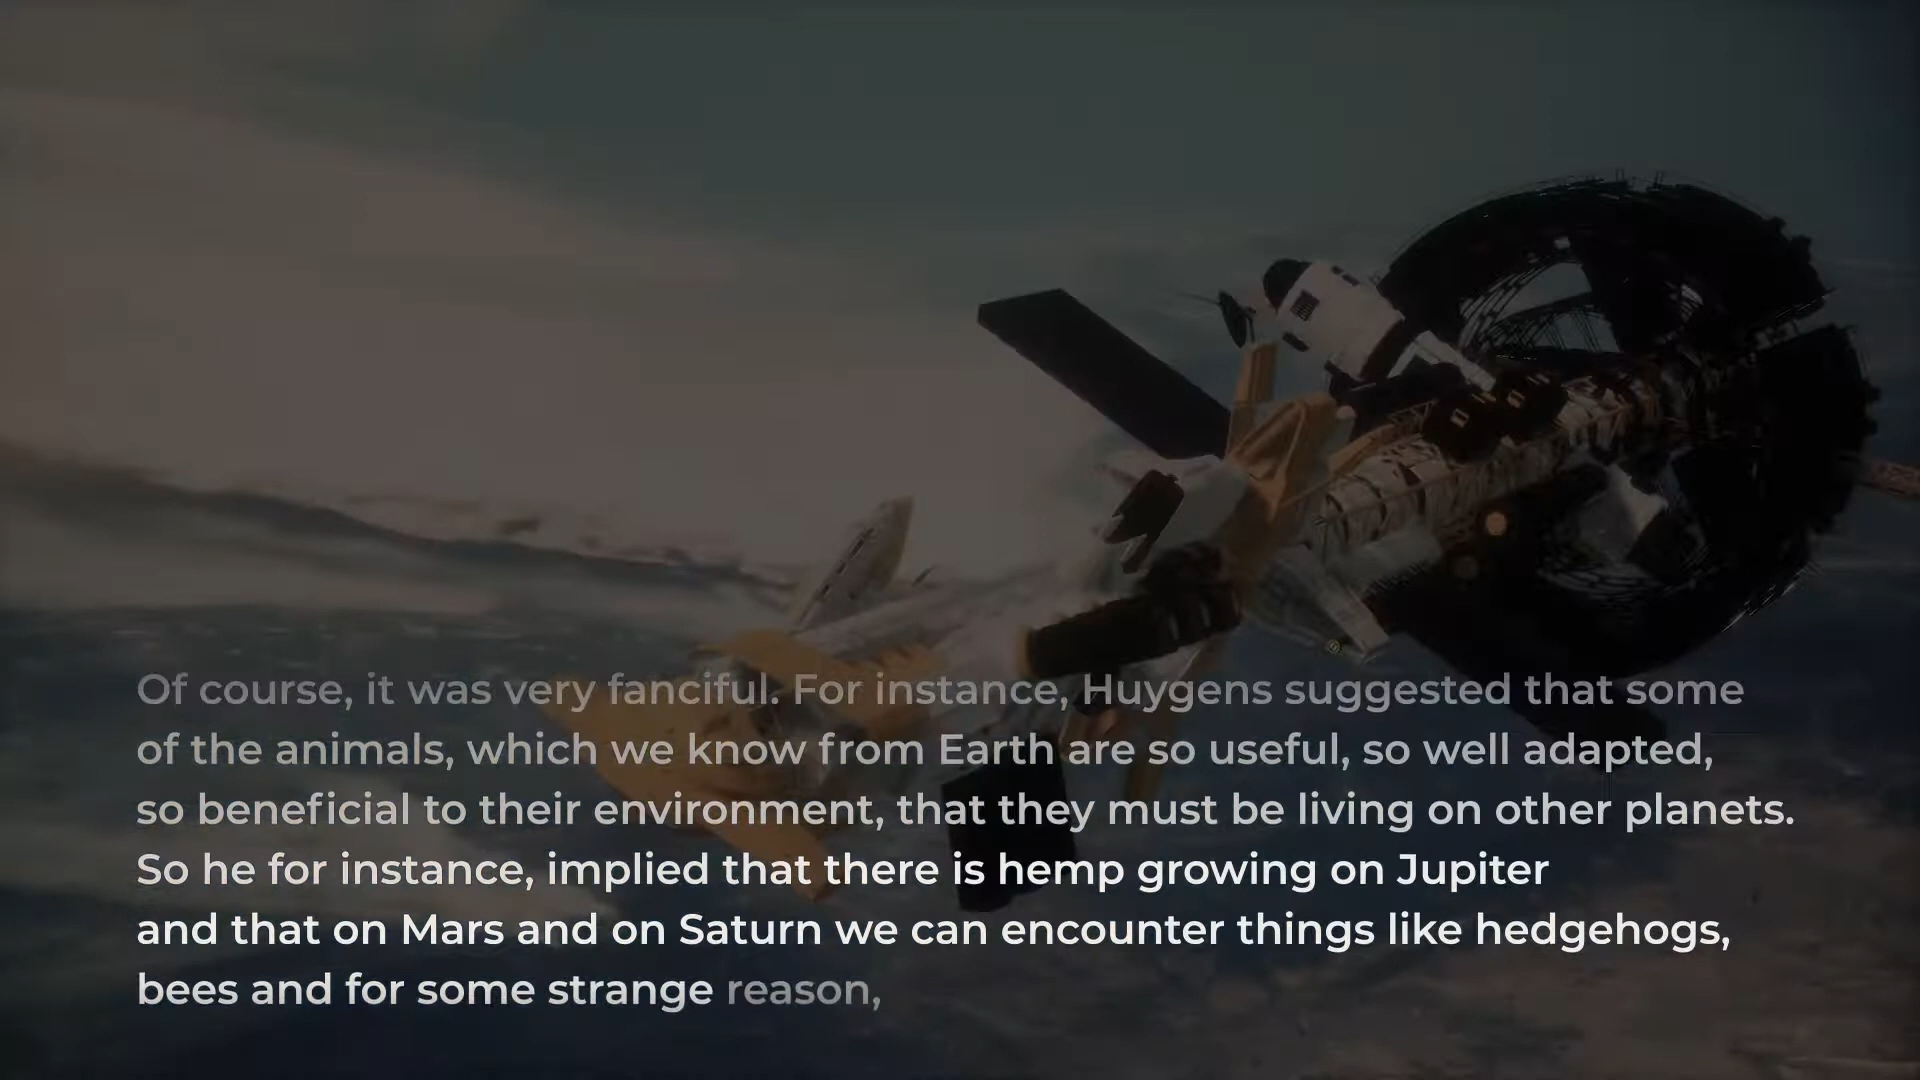 Of course, it was very fanciful. For instance, Huygens suggested that some
of the animals, which we know from Earth are so useful, so well adapted,
so beneficial to their environment, that they must be living on other planets.
So he for instance, implied that there is hemp growing on Jupiter
and that on Mars and on Saturn we can encounter things like hedgehogs,
bees and for some strange reason,